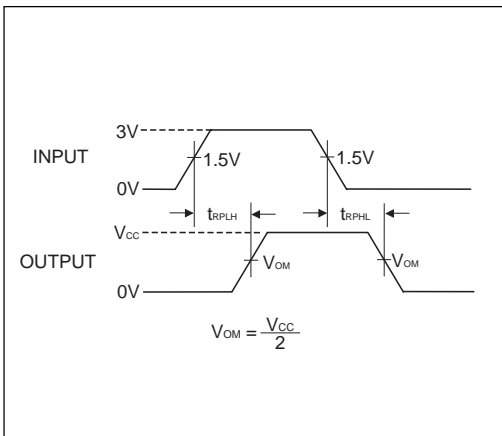 3V
INPUT
1.5V
1.5V
0V
tRPLH
tRPHL
VCC
OUTPUT
VOM
VOM
0V
VOM = VCC
2